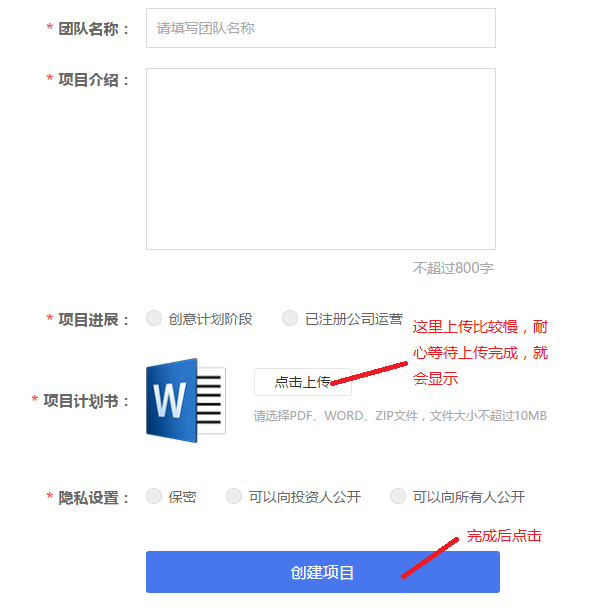 * 团队名称： 请填写团队名称
* 项目介绍：
不超过800字
* 项目进展： 创意计划阶段 已注册公司运营
这里上传比较慢，耐
心等待上传完成，就
会显示
W
点击上传
* 项目计划书：
请选择PDF、WORD、ZIP文件，文件大小不超过10MB
* 隐私设置： 保密 可以向投资人公开 可以向所有人公开
完成后点击
创建项目